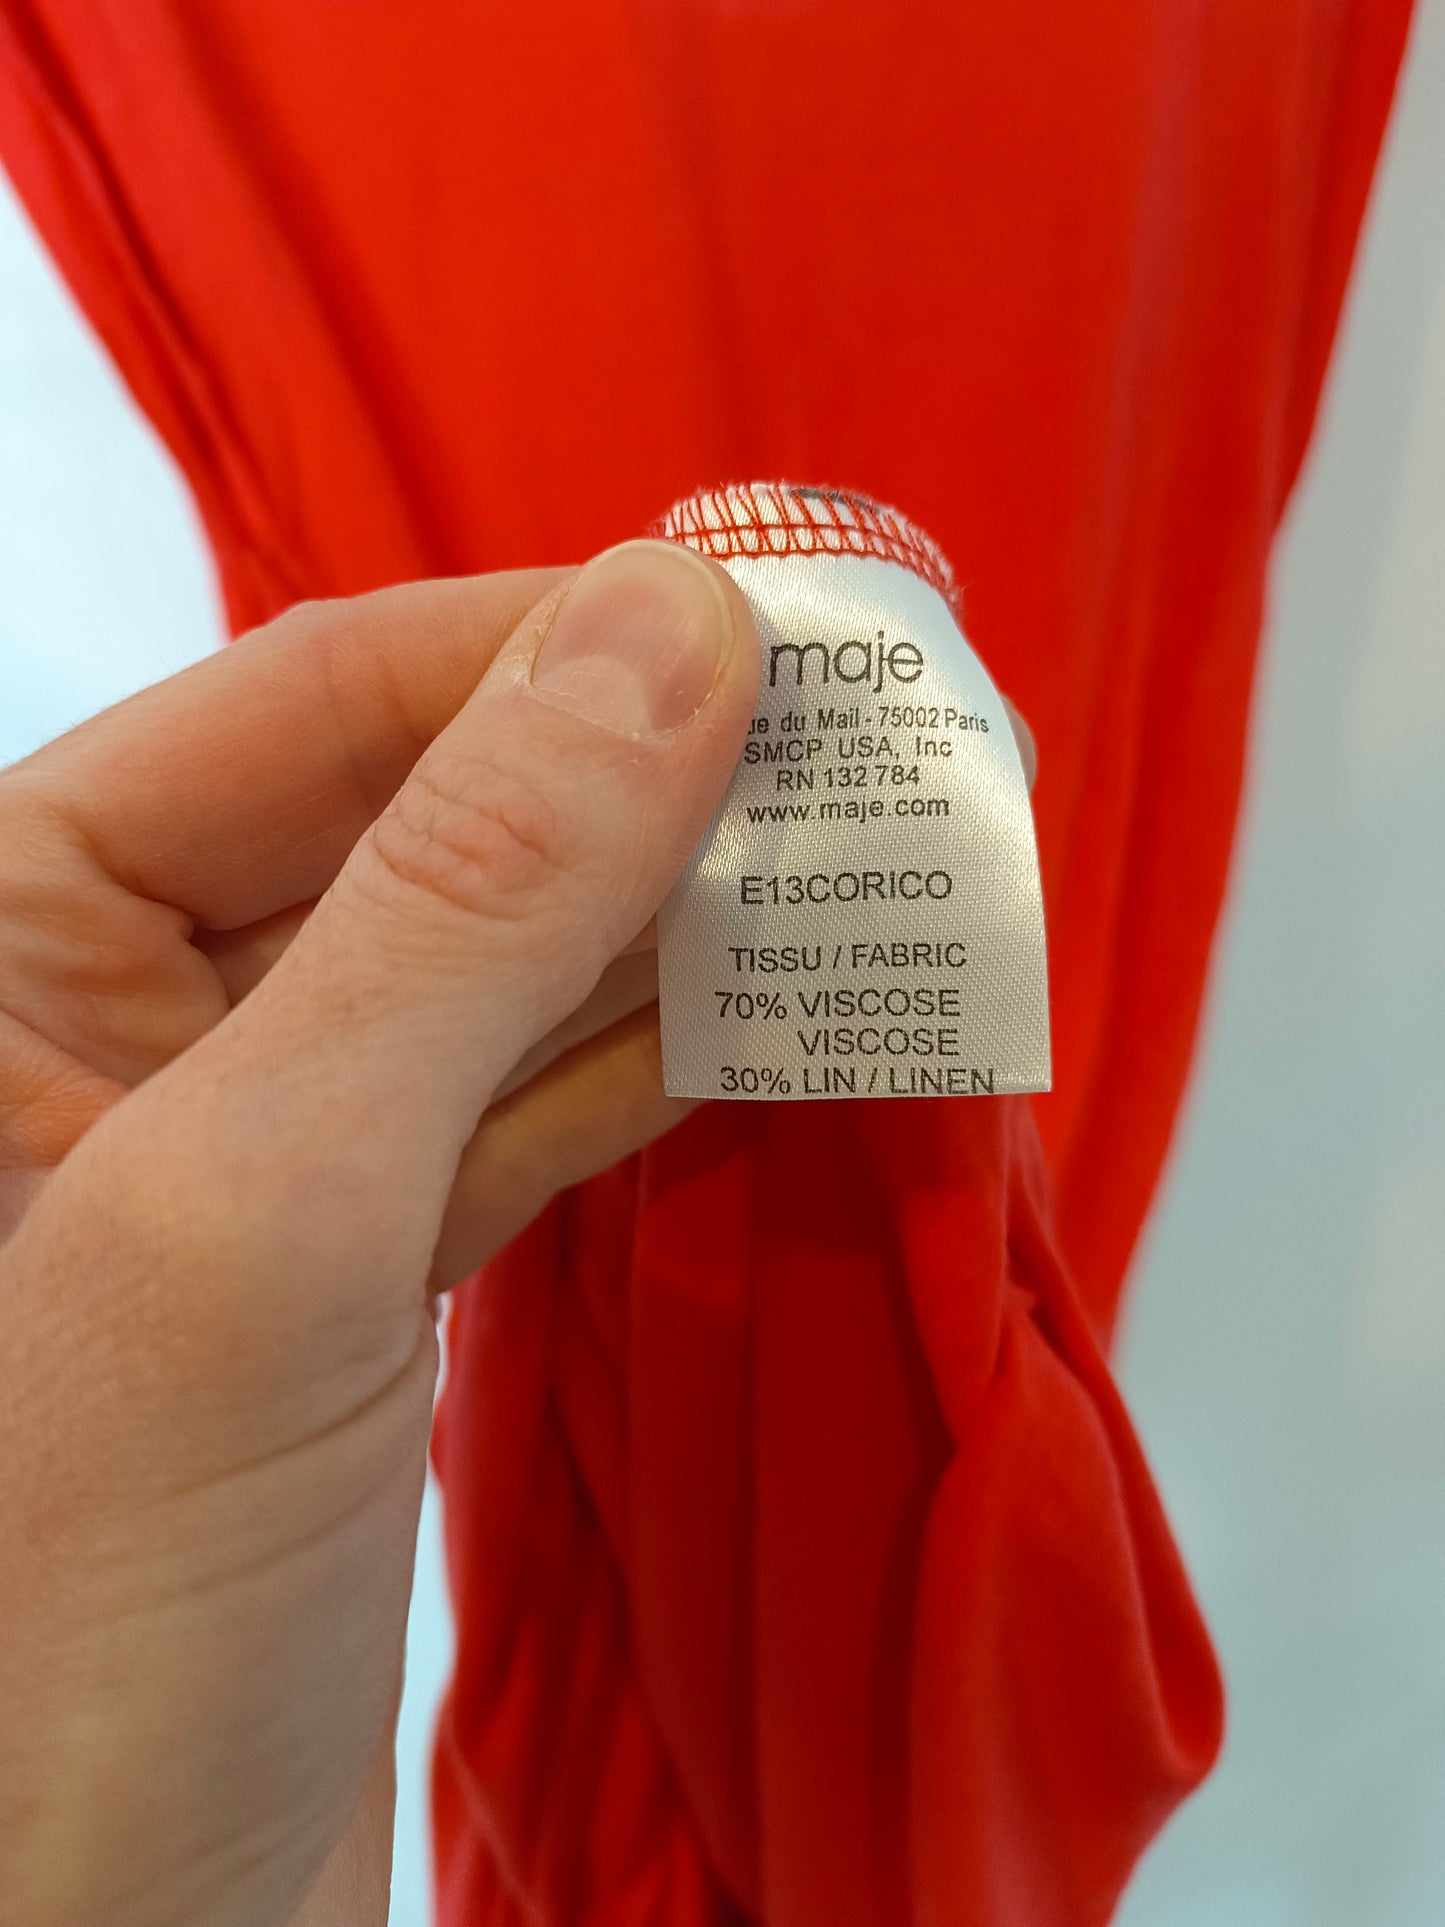 maje
du Mail - 75002 Paris
SMCP USA, Inc
RN 132 784
www.maje.com
E13CORICO
TISSU / FABRIC
70% VISCOSE
VISCOSE
30% LIN / LINEN